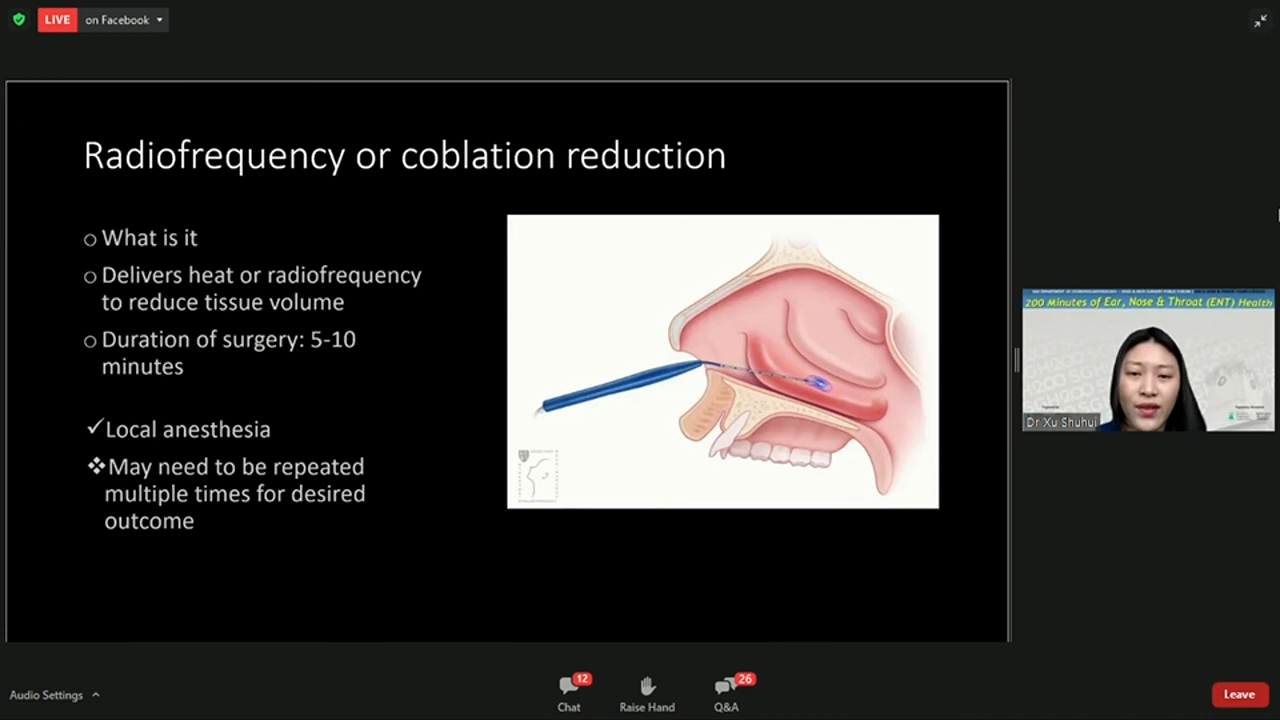 LIVE on Facebook
Radiofrequency or coblation reduction
What is it
Delivers heat or radiofrequency
to reduce tissue volume
Duration of surgery: 5-10
minutes
Local anesthesia
May need to be repeated
multiple times for desired
outcome
200 Minutes of Ear, Nose & Throat (ENT) Health
Dr Xu Shuhui
Audio Settings
12
Chat
Raise Hand
26
Q&A
Leave